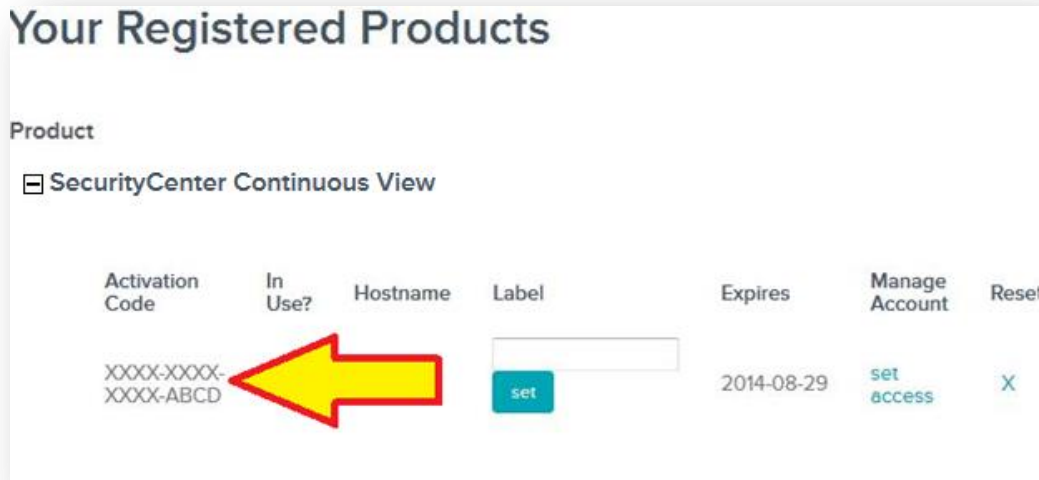 Your Registered Products
Product
SecurityCenter Continuous View
Activation Code
In Use?
Hostname
Label
Expires
Manage Account
Reset
XXXX-XXXX-
XXXX-ABCD
set
2014-08-29
set access
X